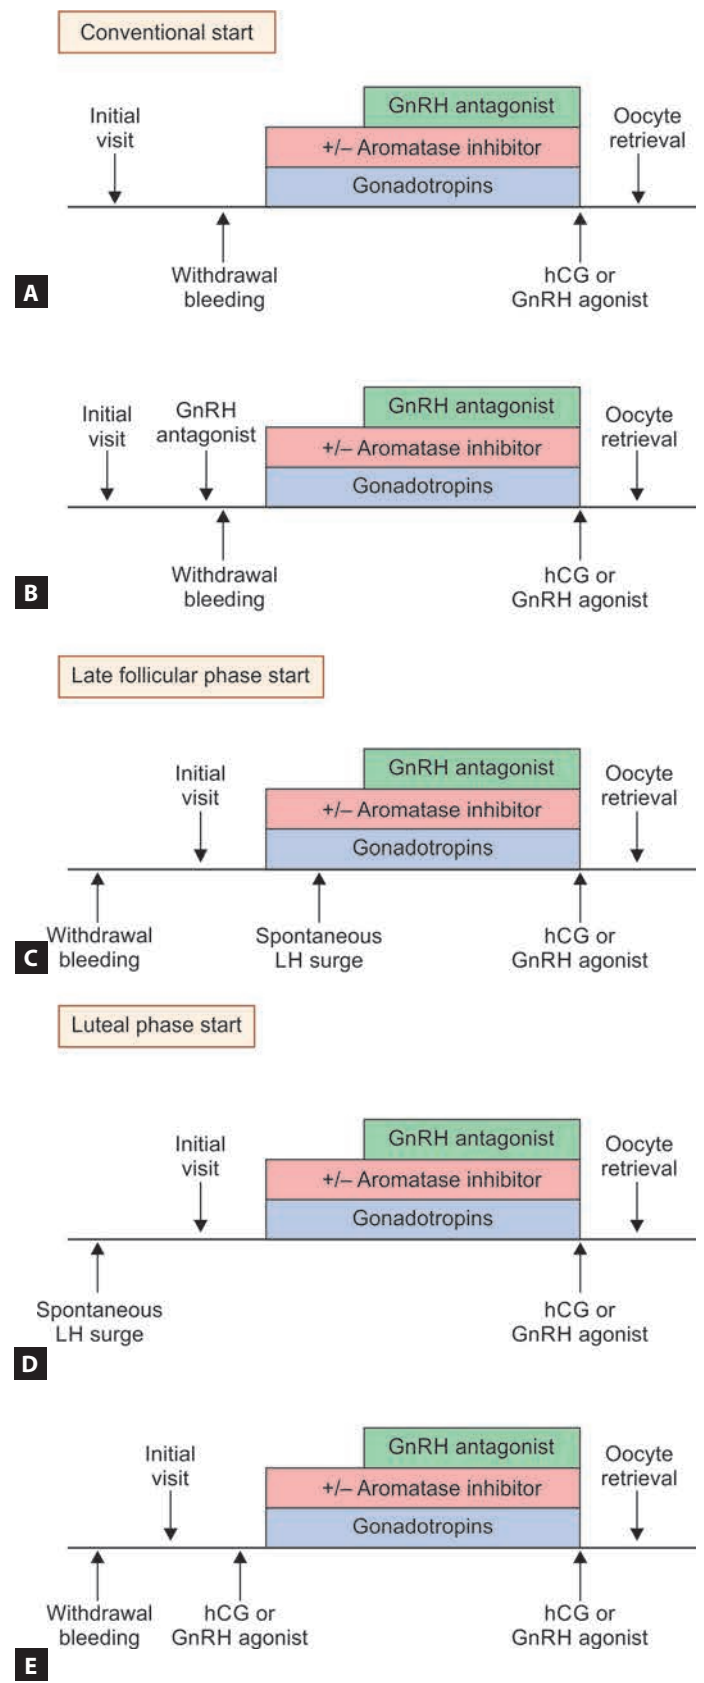 Conventional start
GnRH antagonist
Initial
visit
Oocyte
retrieval
+/– Aromatase inhibitor
Gonadotropins
Withdrawal
bleeding
hCG or
GnRH agonist
A
Initial
visit
GnRH
antagonist
GnRH antagonist
Oocyte
retrieval
+/– Aromatase inhibitor
Gonadotropins
Withdrawal
bleeding
hCG or
GnRH agonist
B
Late follicular phase start
Initial
visit
GnRH antagonist
Oocyte
retrieval
+/– Aromatase inhibitor
Gonadotropins
Withdrawal
bleeding
Spontaneous
LH surge
hCG or
GnRH agonist
C
Luteal phase start
Initial
visit
GnRH antagonist
Oocyte
retrieval
+/– Aromatase inhibitor
Gonadotropins
Spontaneous
LH surge
hCG or
GnRH agonist
D
Initial
visit
GnRH antagonist
Oocyte
retrieval
+/– Aromatase inhibitor
Gonadotropins
Withdrawal
bleeding
hCG or
GnRH agonist
hCG or
GnRH agonist
E